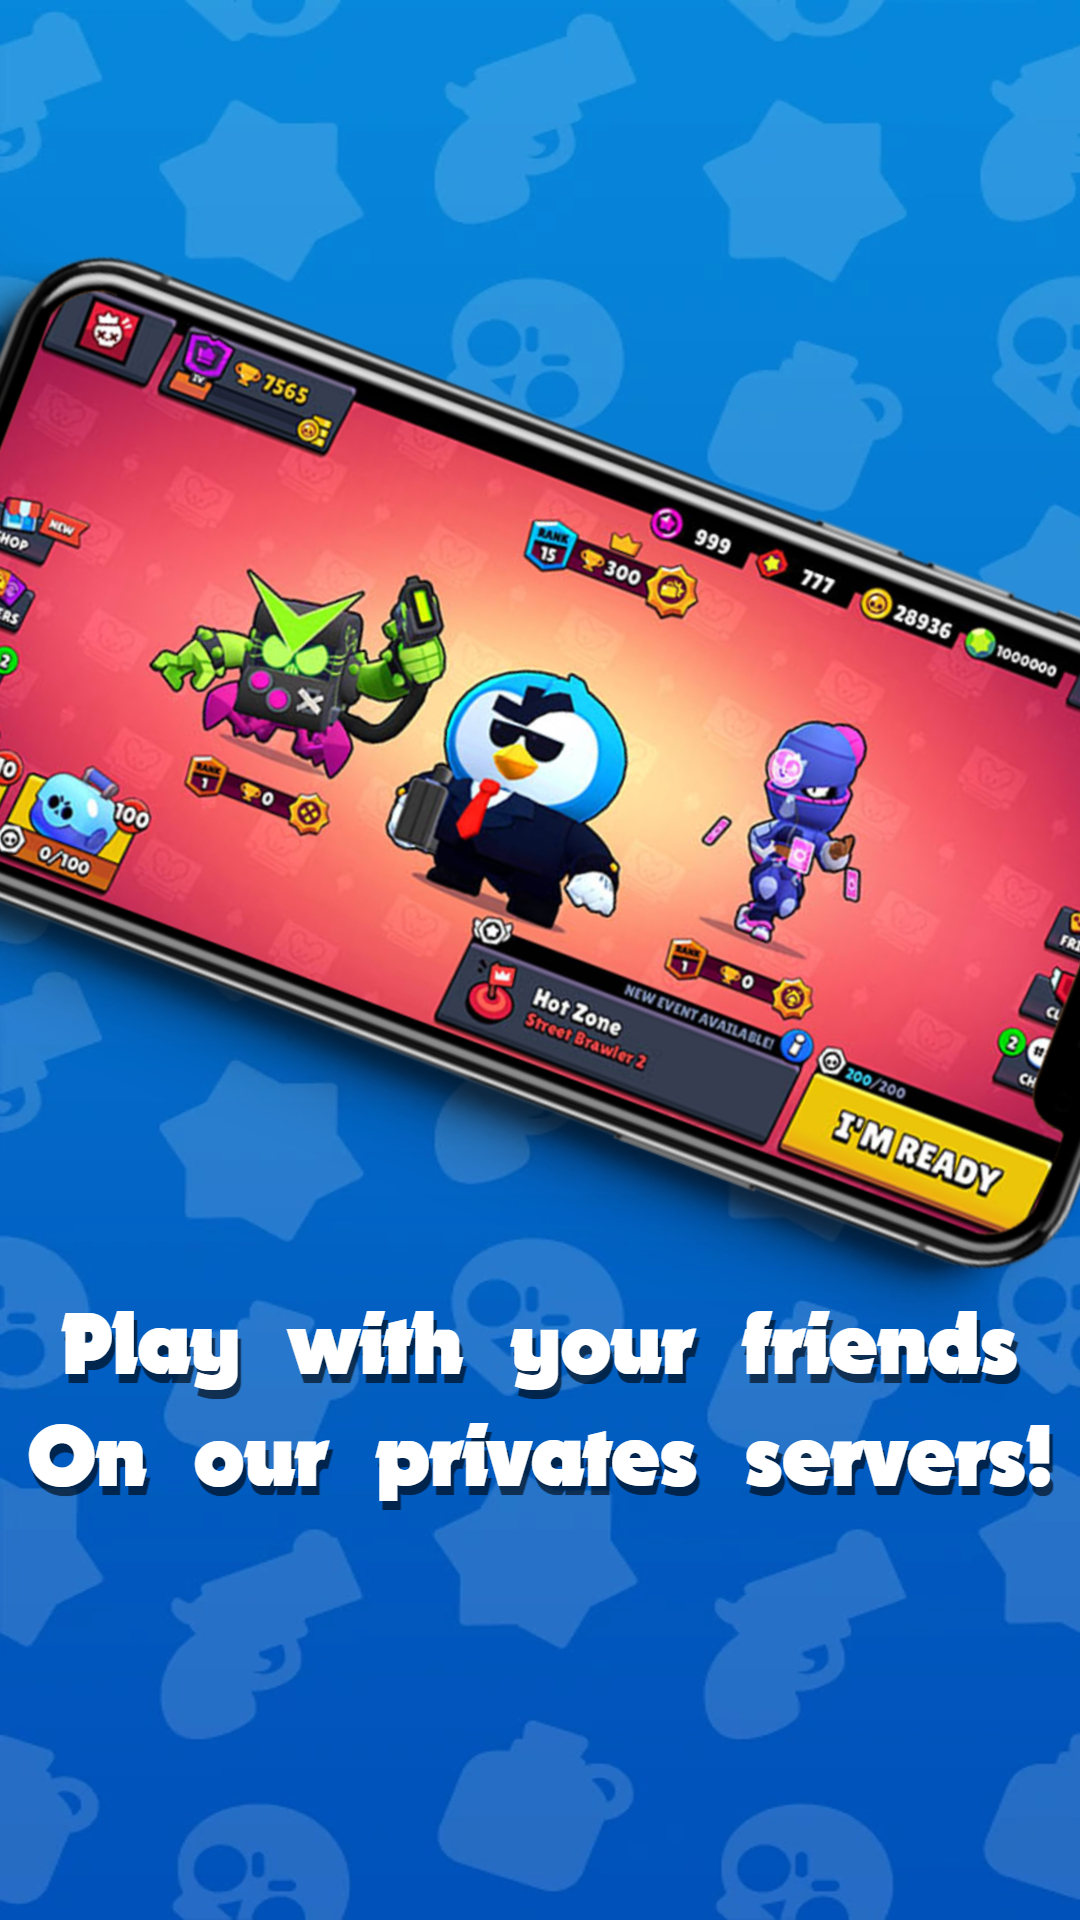 7565
IV
NEW
HOP
RANK
15
300
999
777
28936
1000000
ERS
2
10
100
0/100
RANK
1
0
RANK
1
0
NEW EVENT AVAILABLE!
Hot Zone
Street Brawler 2
i
200/200
I'M READY
FRI
CL
2
CH
Play with your friends
On our privates servers!